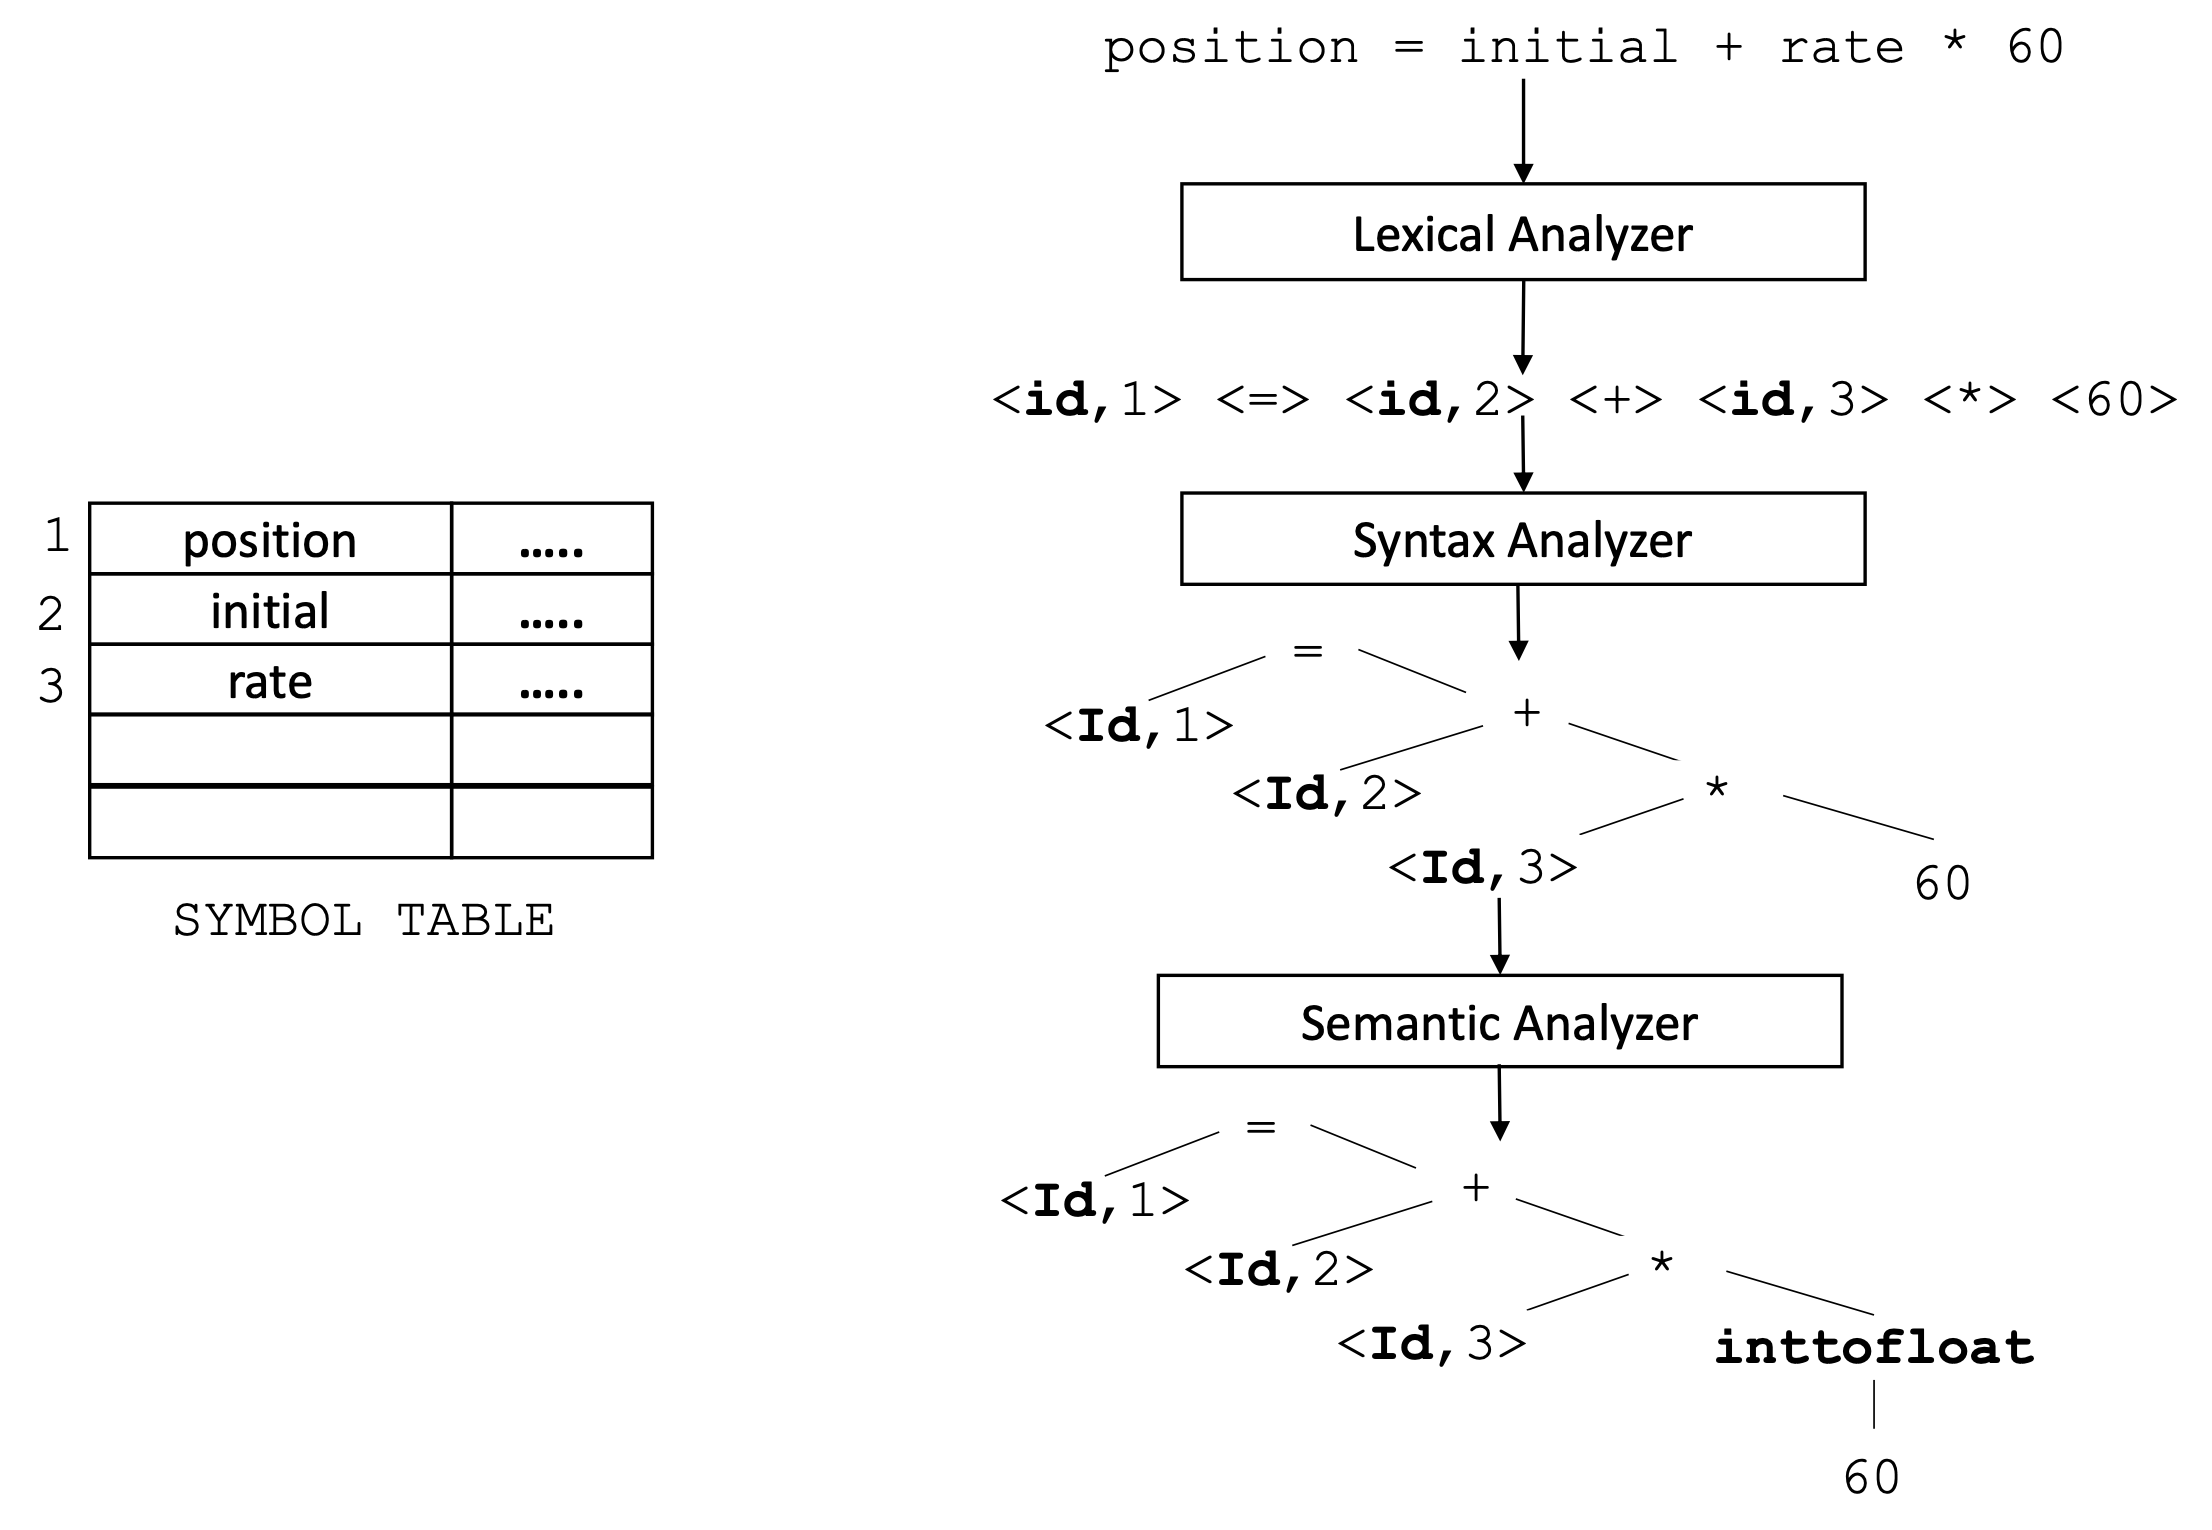 position = initial + rate * 60
Lexical Analyzer
<id,1> <=> <id,2> <+> <id,3> <*> <60>
Syntax Analyzer
=
<Id,1>
+
<Id,2>
*
<Id,3>
60
Semantic Analyzer
=
<Id,1>
+
<Id,2>
*
<Id,3>
inttofloat
60
1 position .....
2 initial .....
3 rate .....
SYMBOL TABLE